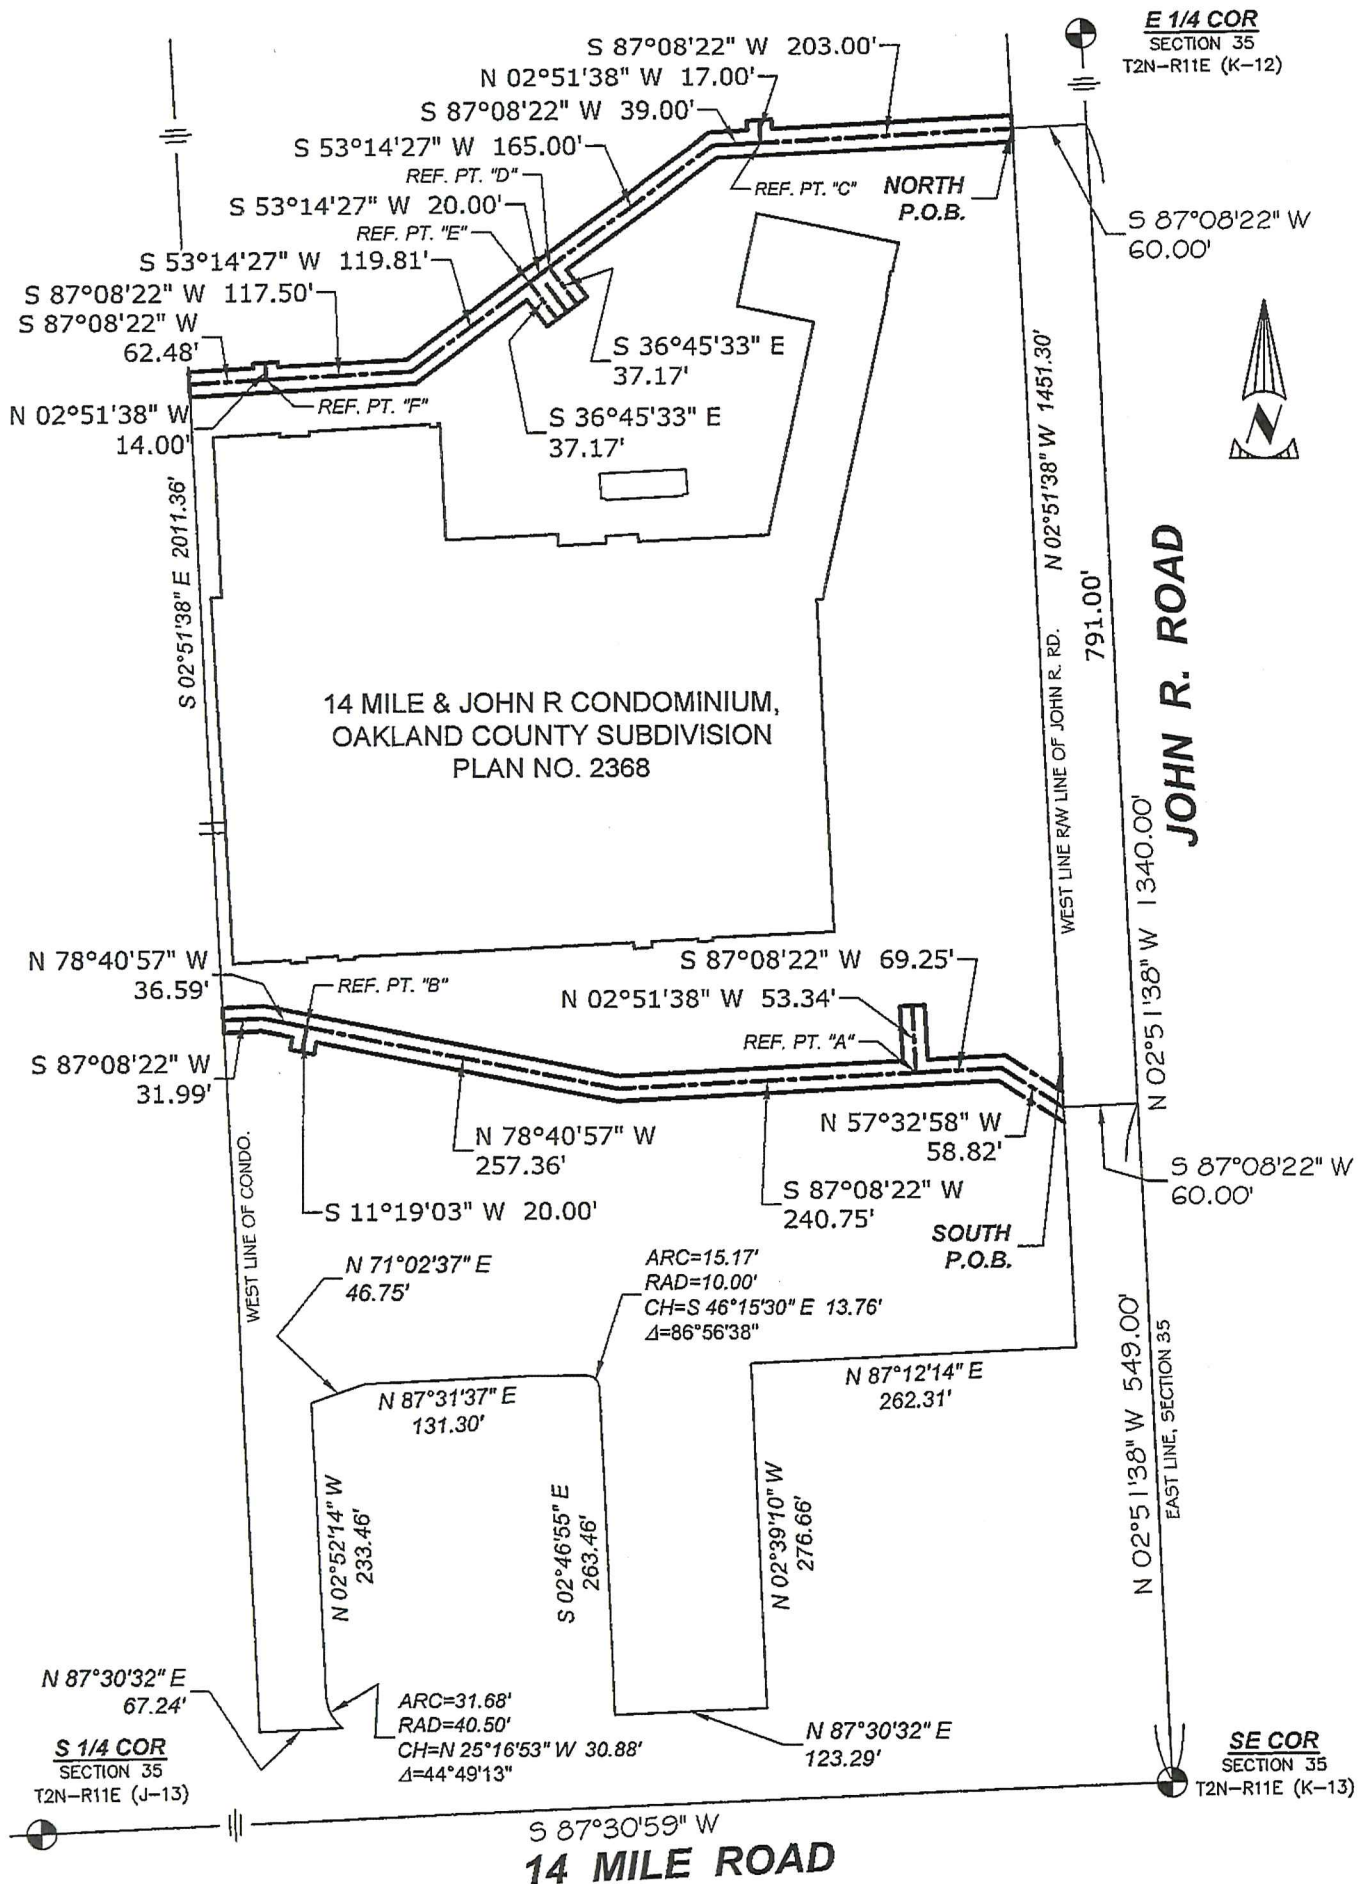 E 1/4 COR
SECTION 35
T2N-R11E (K-12)
S 87°08'22" W 203.00'
N 02°51'38" W 17.00'
S 87°08'22" W 39.00'
S 53°14'27" W 165.00'
REF. PT. "D"
REF. PT. "C"
NORTH
P.O.B.
S 53°14'27" W 20.00'
REF. PT. "E"
S 87°08'22" W
60.00'
S 53°14'27" W 119.81'
S 87°08'22" W 117.50'
S 87°08'22" W
62.48'
S 36°45'33" E
37.17'
REF. PT. "F"
N 02°51'38" W
14.00'
S 36°45'33" E
37.17'
N
S 02°51'38" E 2011.36'
WEST LINE R/W LINE OF JOHN R. RD. N 02°51'38" W 1451.30'
791.00'
JOHN R. ROAD
14 MILE & JOHN R CONDOMINIUM,
OAKLAND COUNTY SUBDIVISION
PLAN NO. 2368
N 02°51'38" W 1340.00'
N 78°40'57" W
36.59'
REF. PT. "B"
S 87°08'22" W 69.25'
N 02°51'38" W 53.34'
REF. PT. "A"
S 87°08'22" W
31.99'
N 78°40'57" W
257.36'
N 57°32'58" W
58.82'
S 87°08'22" W
60.00'
S 87°08'22" W
240.75'
S 11°19'03" W 20.00'
SOUTH
P.O.B.
WEST LINE OF CONDO.
N 71°02'37" E
46.75'
ARC=15.17'
RAD=10.00'
CH=S 46°15'30" E 13.76'
Δ=86°56'38"
N 87°31'37" E
131.30'
N 87°12'14" E
262.31'
N 02°51'38" W 549.00'
EAST LINE, SECTION 35
N 02°52'14" W
233.46'
S 02°46'55" E
263.46'
N 02°39'10" W
276.66'
N 87°30'32" E
67.24'
ARC=31.68'
RAD=40.50'
CH=N 25°16'53" W 30.88'
Δ=44°49'13"
N 87°30'32" E
123.29'
S 1/4 COR
SECTION 35
T2N-R11E (J-13)
SE COR
SECTION 35
T2N-R11E (K-13)
S 87°30'59" W
14 MILE ROAD